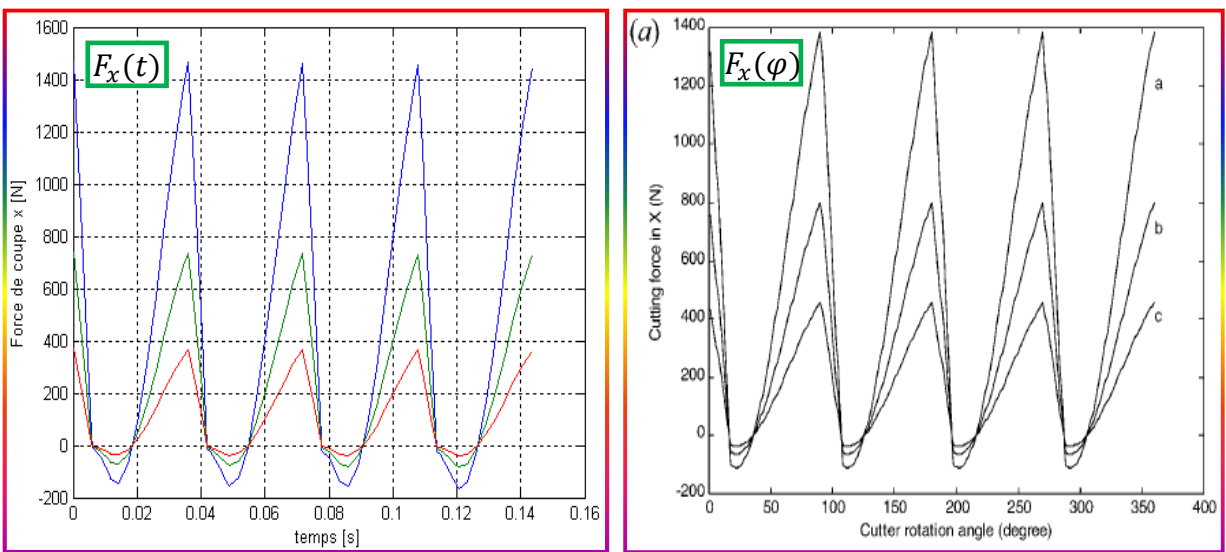 F_x(t)
Force de coupe x [N]
1600
1400
1200
1000
800
600
400
200
0
-200
0 0.02 0.04 0.06 0.08 0.1 0.12 0.14 0.16
temps [s]
(a)
F_x(φ)
Cutting force in X (N)
1400
1200
1000
800
600
400
200
0
-200
a
b
c
0 50 100 150 200 250 300 350 400
Cutter rotation angle (degree)